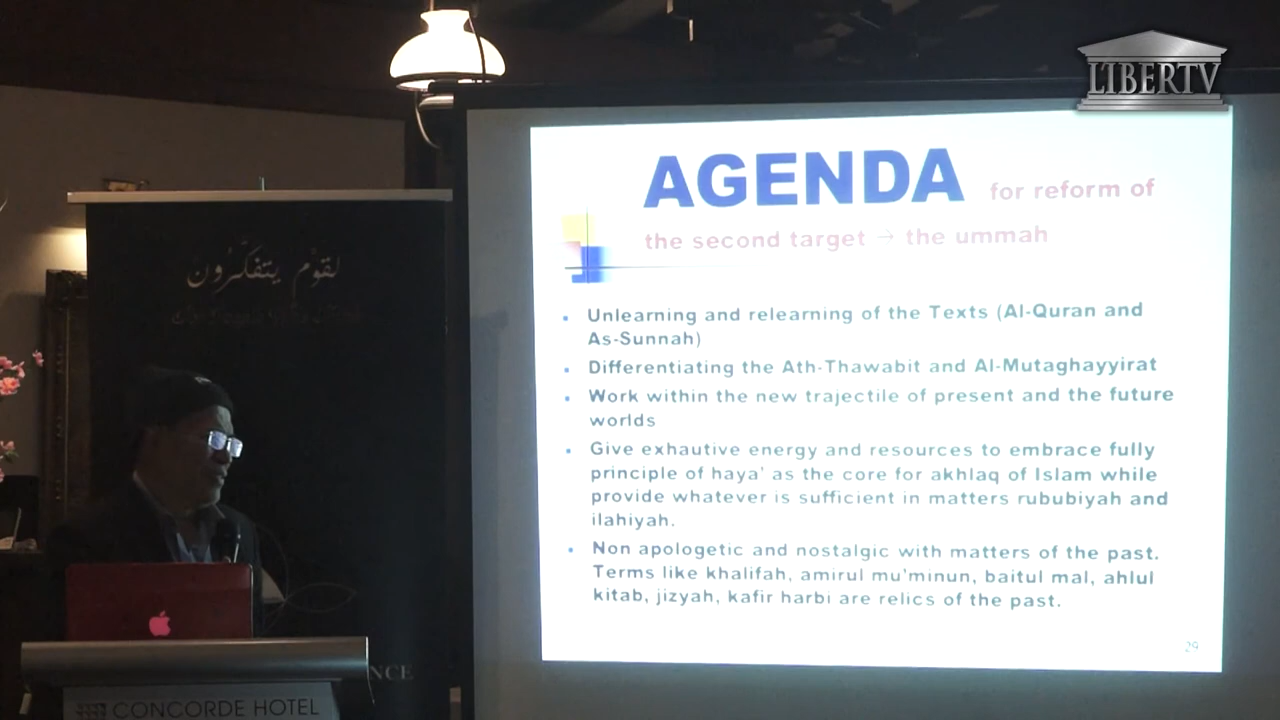 LIBERTV
AGENDA for reform of
the second target → the ummah
لقوم يتفكرون
Unlearning and relearning of the Texts (Al-Quran and
As-Sunnah)
Differentiating the Ath-Thawabit and Al-Mutaghayyirat
Work within the new trajectile of present and the future
worlds
Give exhautive energy and resources to embrace fully
principle of haya' as the core for akhlaq of Islam while
provide whatever is sufficient in matters rububiyah and
ilahiyah.
Non apologetic and nostalgic with matters of the past.
Terms like khalifah, amirul mu'minun, baitul mal, ahlul
kitab, jizyah, kafir harbi are relics of the past.
29
CONCORDE HOTEL